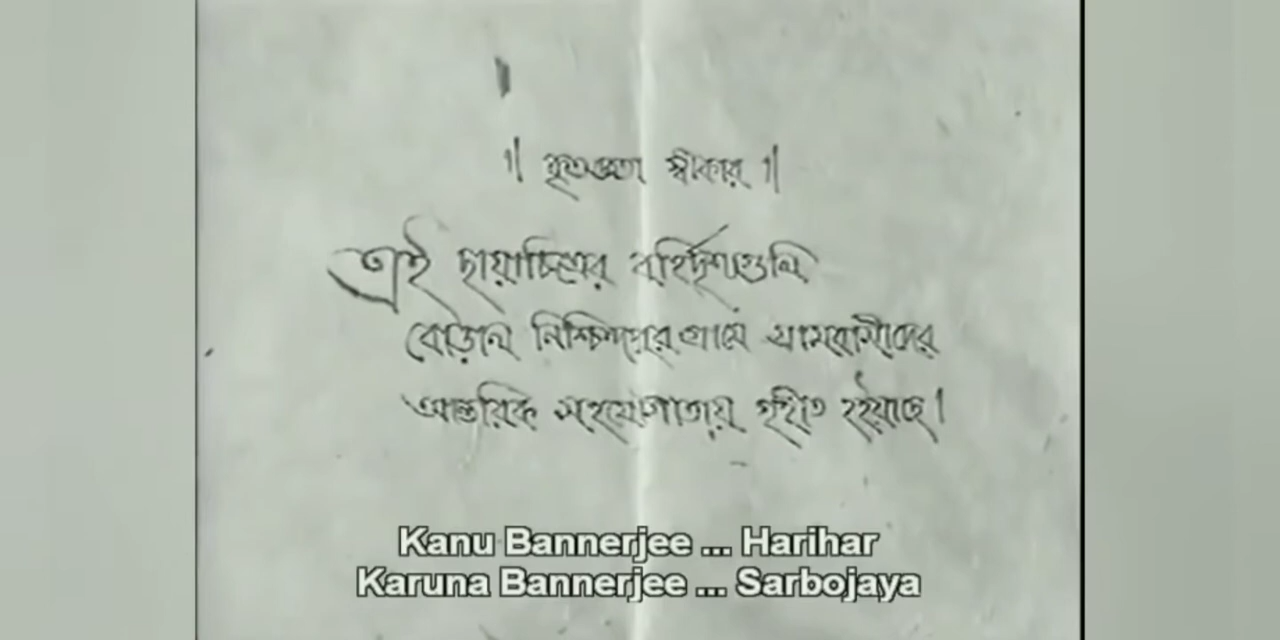 ॥ কৃতজ্ঞতা স্বীকার ॥
এই ছায়াচিত্রের বহির্দৃশ্যগুলি
বোড়াল নিশ্চিন্দিপুর গ্রামে গ্রামবাসীদের
আন্তরিক সহযোগীতায় গৃহীত হইয়াছে।
Kanu Bannerjee ... Harihar
Karuna Bannerjee ... Sarbojaya